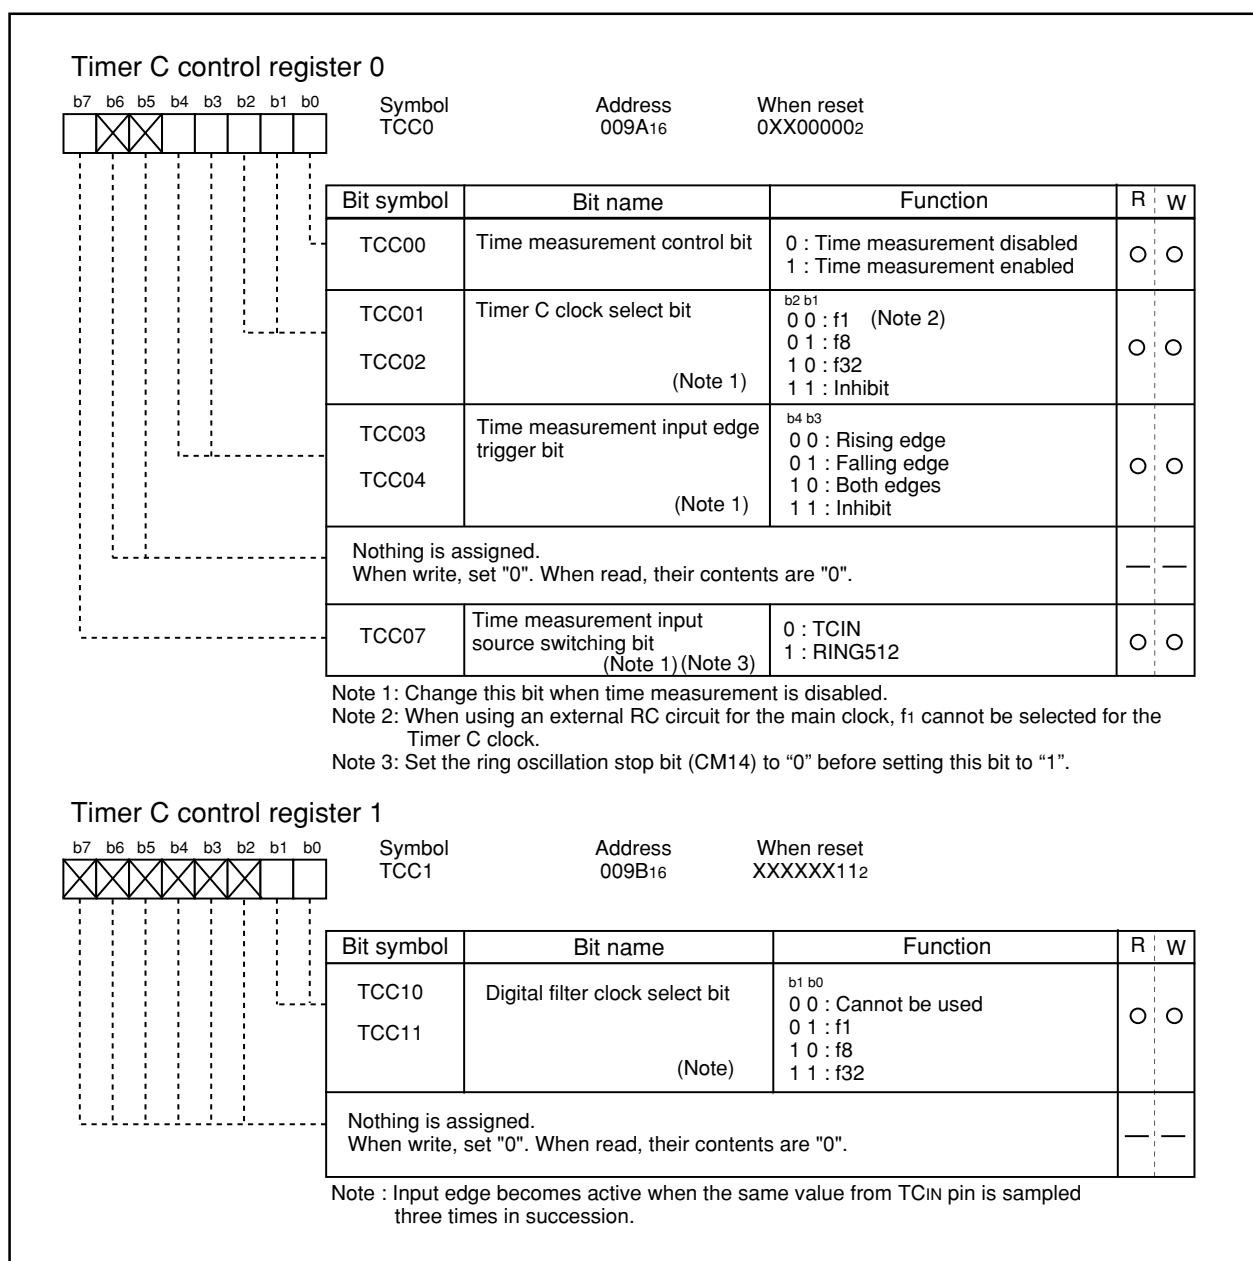 Timer C control register 0
b7 b6 b5 b4 b3 b2 b1 b0
Symbol Address When reset
TCC0 009A16 0XX000002
Bit symbol Bit name Function R W
TCC00 Time measurement control bit 0 : Time measurement disabled
1 : Time measurement enabled
TCC01 Timer C clock select bit b2 b1
0 0 : f1 (Note 2)
0 1 : f8
TCC02 1 0 : f32
(Note 1) 1 1 : Inhibit
TCC03 Time measurement input edge b4 b3
trigger bit 0 0 : Rising edge
0 1 : Falling edge
TCC04 1 0 : Both edges
(Note 1) 1 1 : Inhibit
Nothing is assigned.
When write, set "0". When read, their contents are "0".
TCC07 Time measurement input 0 : TCIN
source switching bit 1 : RING512
(Note 1) (Note 3)
Note 1: Change this bit when time measurement is disabled.
Note 2: When using an external RC circuit for the main clock, f1 cannot be selected for the
Timer C clock.
Note 3: Set the ring oscillation stop bit (CM14) to “0” before setting this bit to “1”.
Timer C control register 1
b7 b6 b5 b4 b3 b2 b1 b0
Symbol Address When reset
TCC1 009B16 XXXXXX112
Bit symbol Bit name Function R W
TCC10 Digital filter clock select bit b1 b0
0 0 : Cannot be used
TCC11 0 1 : f1
1 0 : f8
(Note) 1 1 : f32
Nothing is assigned.
When write, set "0". When read, their contents are "0".
Note : Input edge becomes active when the same value from TCIN pin is sampled
three times in succession.